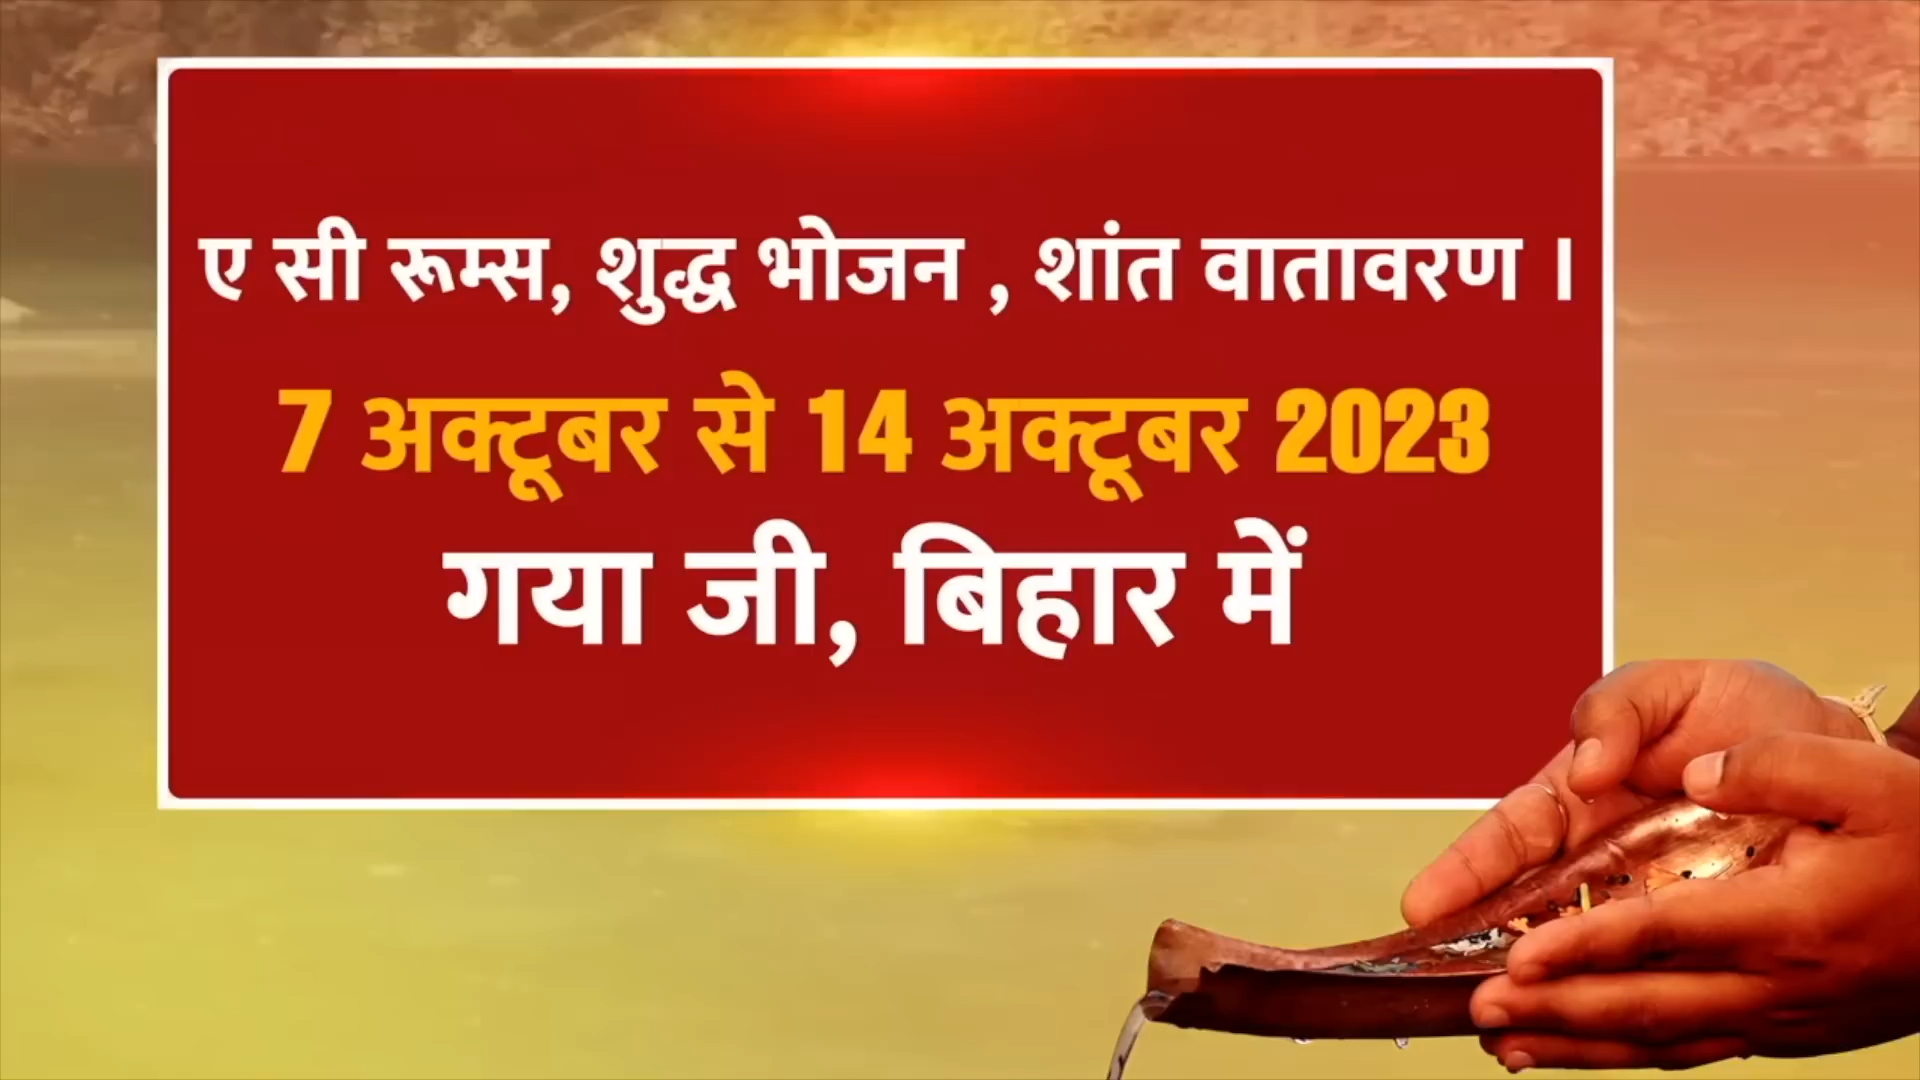 ए सी रूम्स, शुद्ध भोजन , शांत वातावरण ।
7 अक्टूबर से 14 अक्टूबर 2023
गया जी, बिहार में